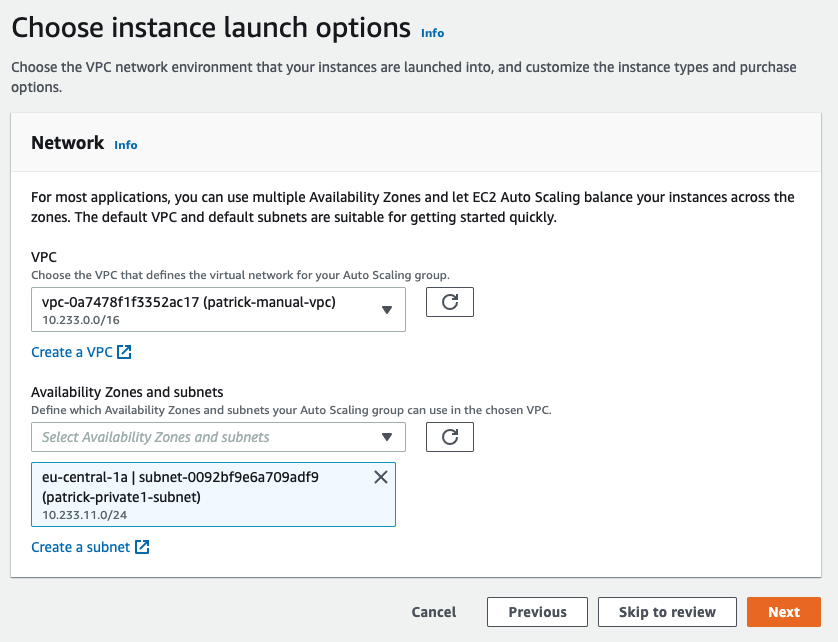 Choose instance launch options Info
Choose the VPC network environment that your instances are launched into, and customize the instance types and purchase
options.
Network Info
For most applications, you can use multiple Availability Zones and let EC2 Auto Scaling balance your instances across the
zones. The default VPC and default subnets are suitable for getting started quickly.
VPC
Choose the VPC that defines the virtual network for your Auto Scaling group.
vpc-0a7478f1f3352ac17 (patrick-manual-vpc)
10.233.0.0/16
Create a VPC
Availability Zones and subnets
Define which Availability Zones and subnets your Auto Scaling group can use in the chosen VPC.
Select Availability Zones and subnets
eu-central-1a | subnet-0092bf9e6a709adf9
(patrick-private1-subnet)
10.233.11.0/24
Create a subnet
Cancel Previous Skip to review Next